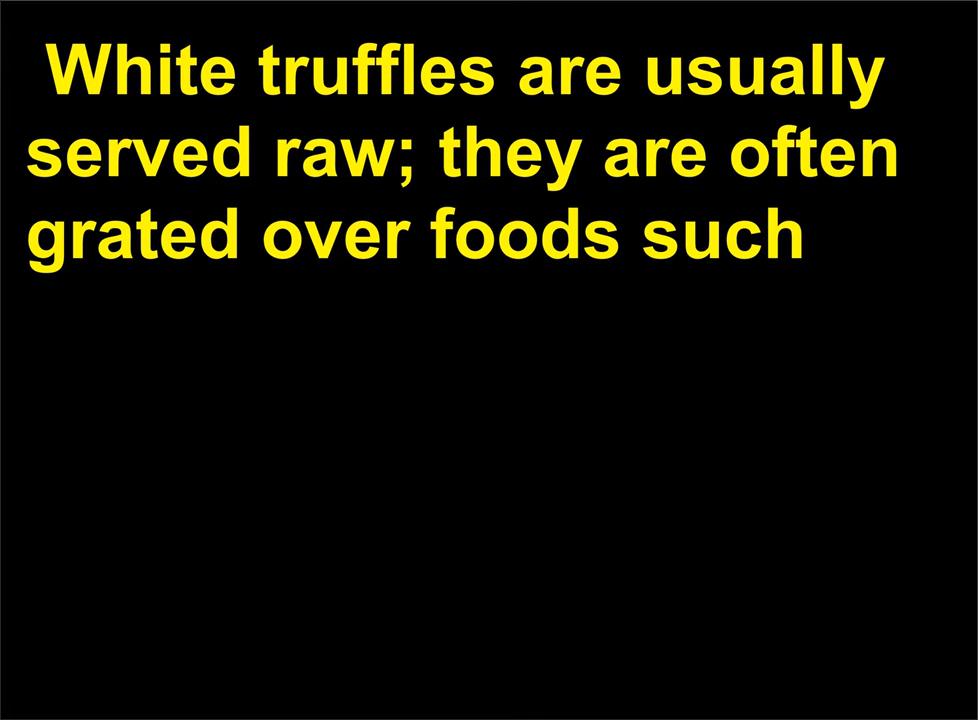 White truffles are usually
served raw; they are often
grated over foods such